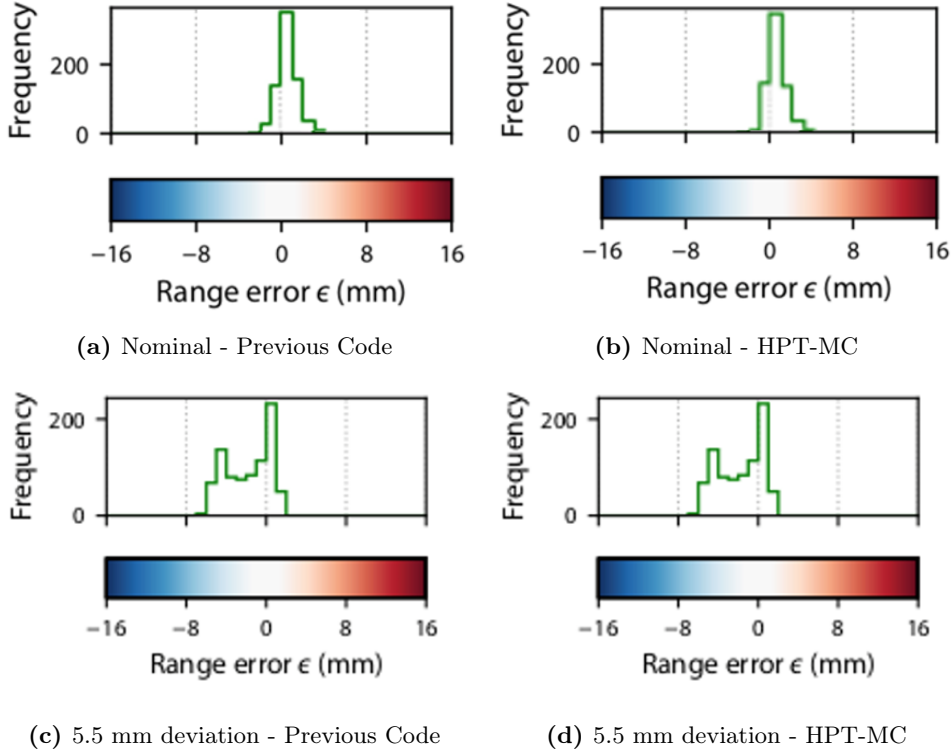 Frequency
200
0
−16 −8 0 8 16
Range error ϵ (mm)
(a) Nominal - Previous Code
Frequency
200
0
−16 −8 0 8 16
Range error ϵ (mm)
(b) Nominal - HPT-MC
Frequency
200
0
−16 −8 0 8 16
Range error ϵ (mm)
(c) 5.5 mm deviation - Previous Code
Frequency
200
0
−16 −8 0 8 16
Range error ϵ (mm)
(d) 5.5 mm deviation - HPT-MC